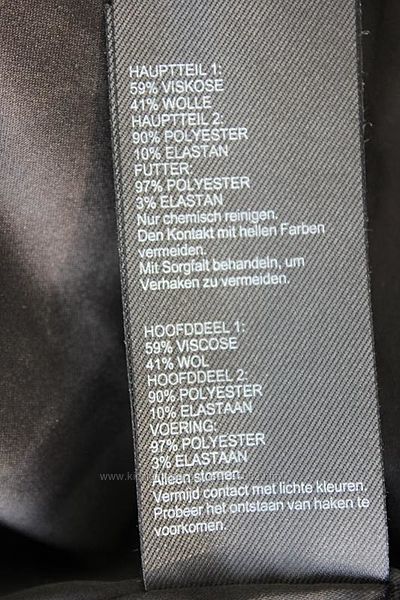 HAUPTTEIL 1:
59% VISKOSE
41% WOLLE
HAUPTTEIL 2:
90% POLYESTER
10% ELASTAN
FUTTER:
97% POLYESTER
3% ELASTAN
Nur chemisch reinigen.
Den Kontakt mit hellen Farben
vermeiden.
Mit Sorgfalt behandeln, um
Verhaken zu vermeiden.
HOOFDDEEL 1:
59% VISCOSE
41% WOL
HOOFDDEEL 2:
90% POLYESTER
10% ELASTAAN
VOERING:
97% POLYESTER
3% ELASTAAN
Alleen stomen.
Vermijd contact met lichte kleuren.
Probeer het ontstaan van haken te
voorkomen.